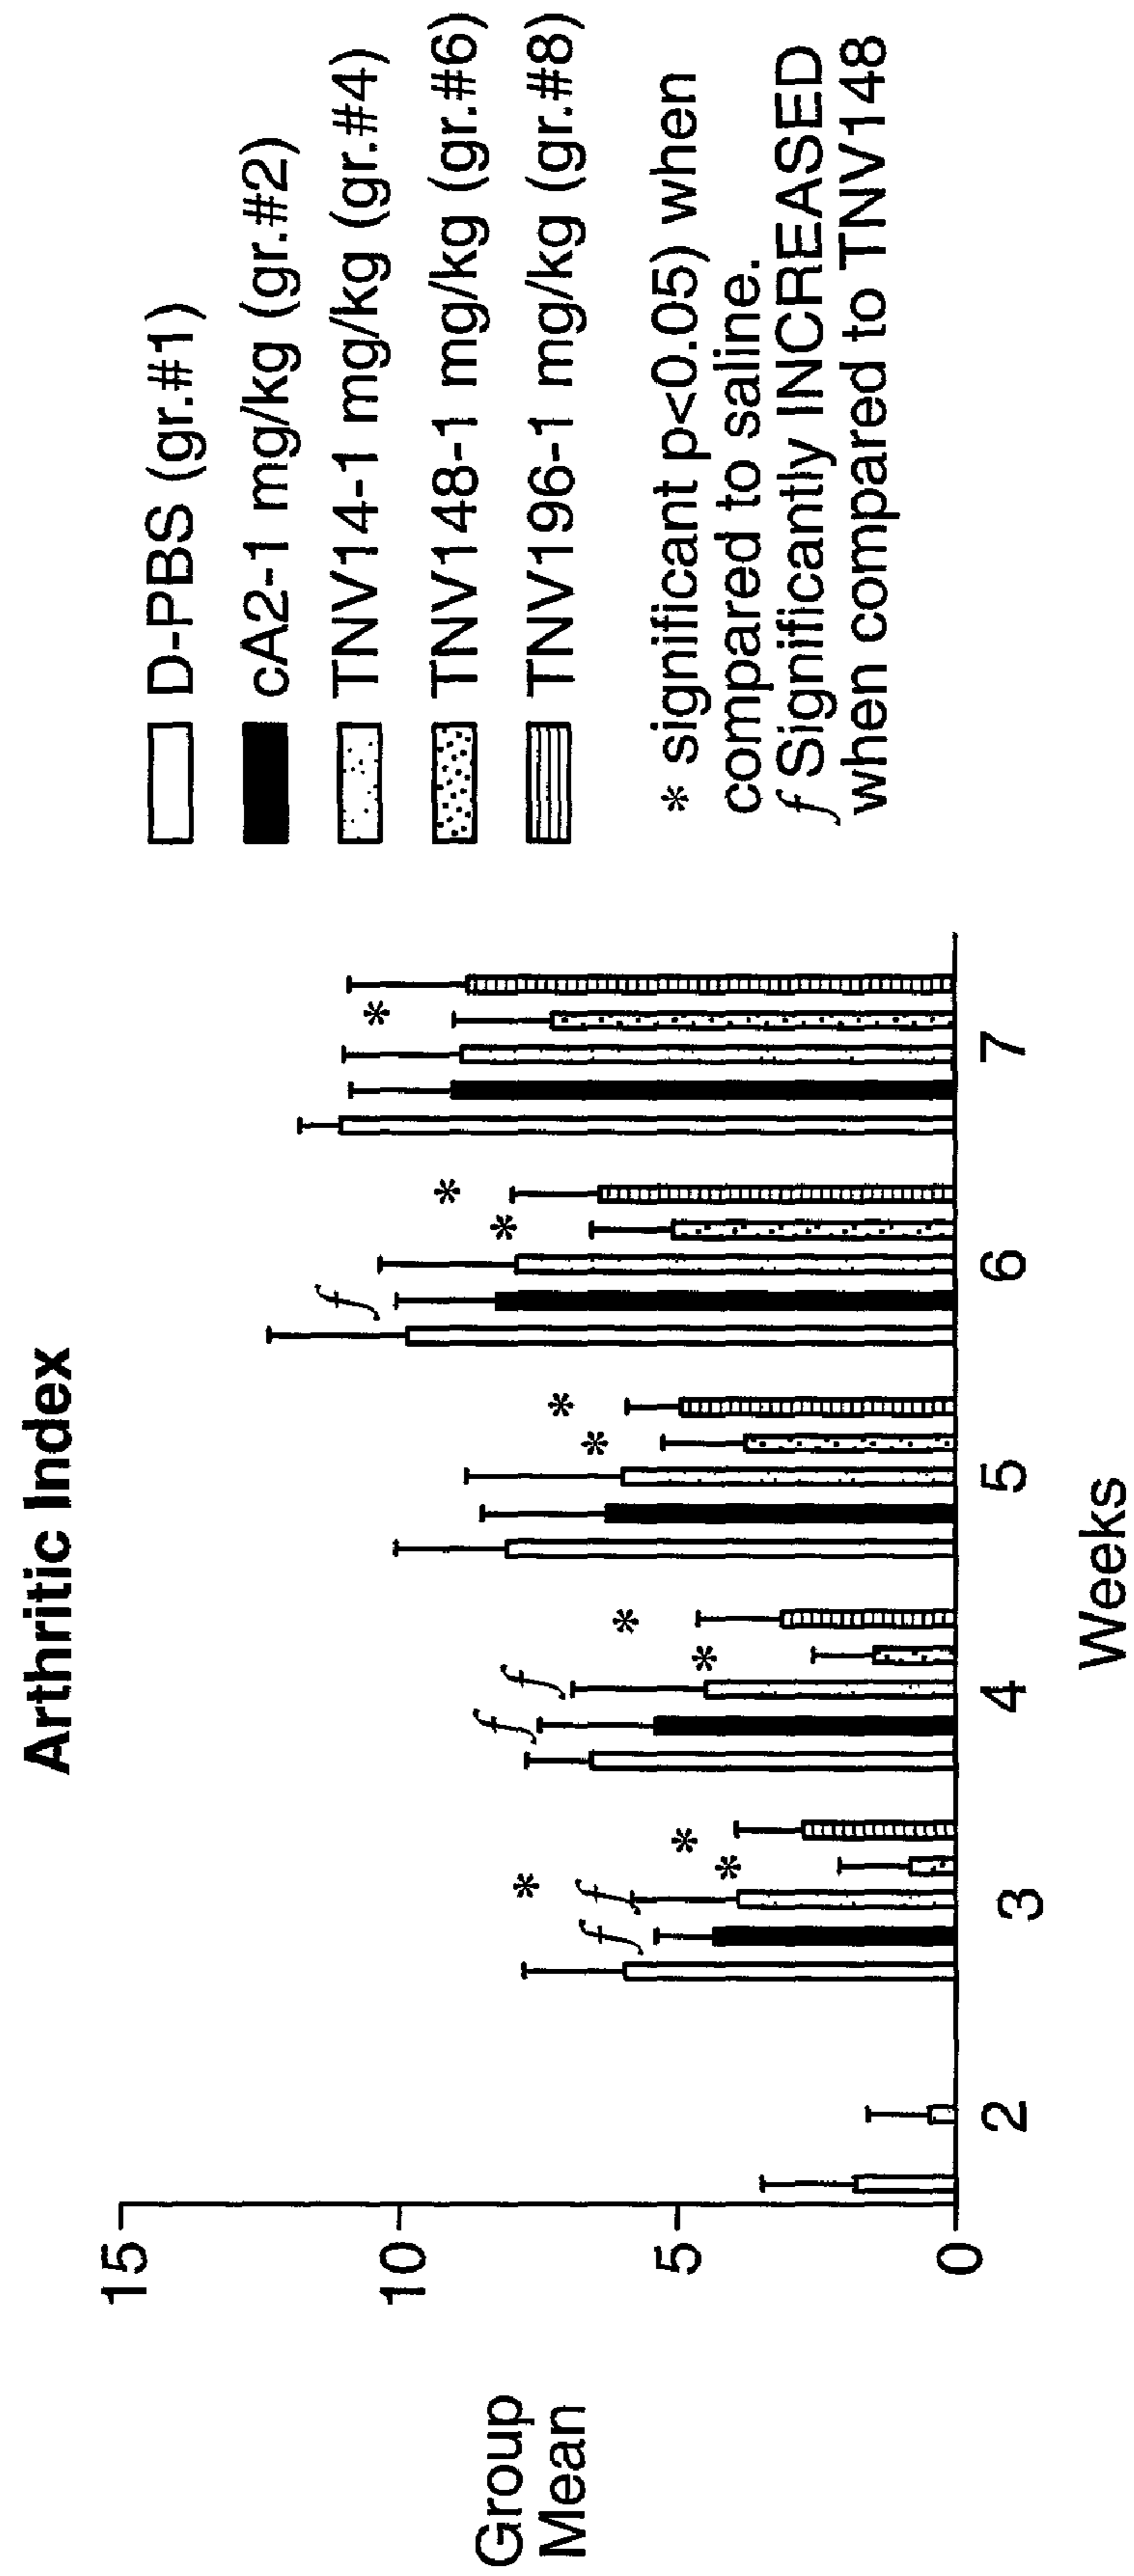 Arthritic Index
Group
Mean
15
10
5
0
2
3
4
5
6
7
Weeks
f
f
*
*
*
f
f
*
*
*
*
f
*
*
*
D-PBS (gr.#1)
cA2-1 mg/kg (gr.#2)
TNV14-1 mg/kg (gr.#4)
TNV148-1 mg/kg (gr.#6)
TNV196-1 mg/kg (gr.#8)
* significant p<0.05) when
compared to saline.
f Significantly INCREASED
when compared to TNV148